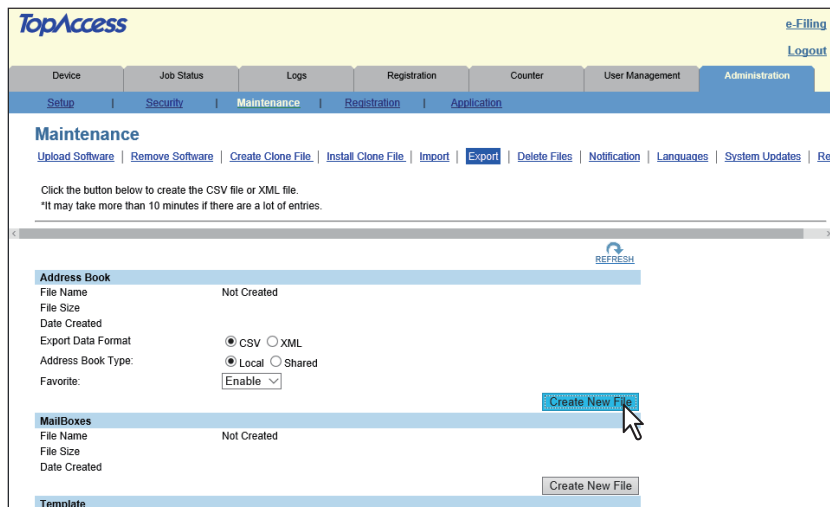 TopAccess
e-Filing
Logout
Device Job Status Logs Registration Counter User Management Administration
Setup | Security | Maintenance | Registration | Application
Maintenance
Upload Software | Remove Software | Create Clone File | Install Clone File | Import | Export | Delete Files | Notification | Languages | System Updates | Re
Click the button below to create the CSV file or XML file.
*It may take more than 10 minutes if there are a lot of entries.
REFRESH
Address Book
File Name Not Created
File Size
Date Created
Export Data Format CSV XML
Address Book Type: Local Shared
Favorite: Enable
Create New File
MailBoxes
File Name Not Created
File Size
Date Created
Create New File
Template